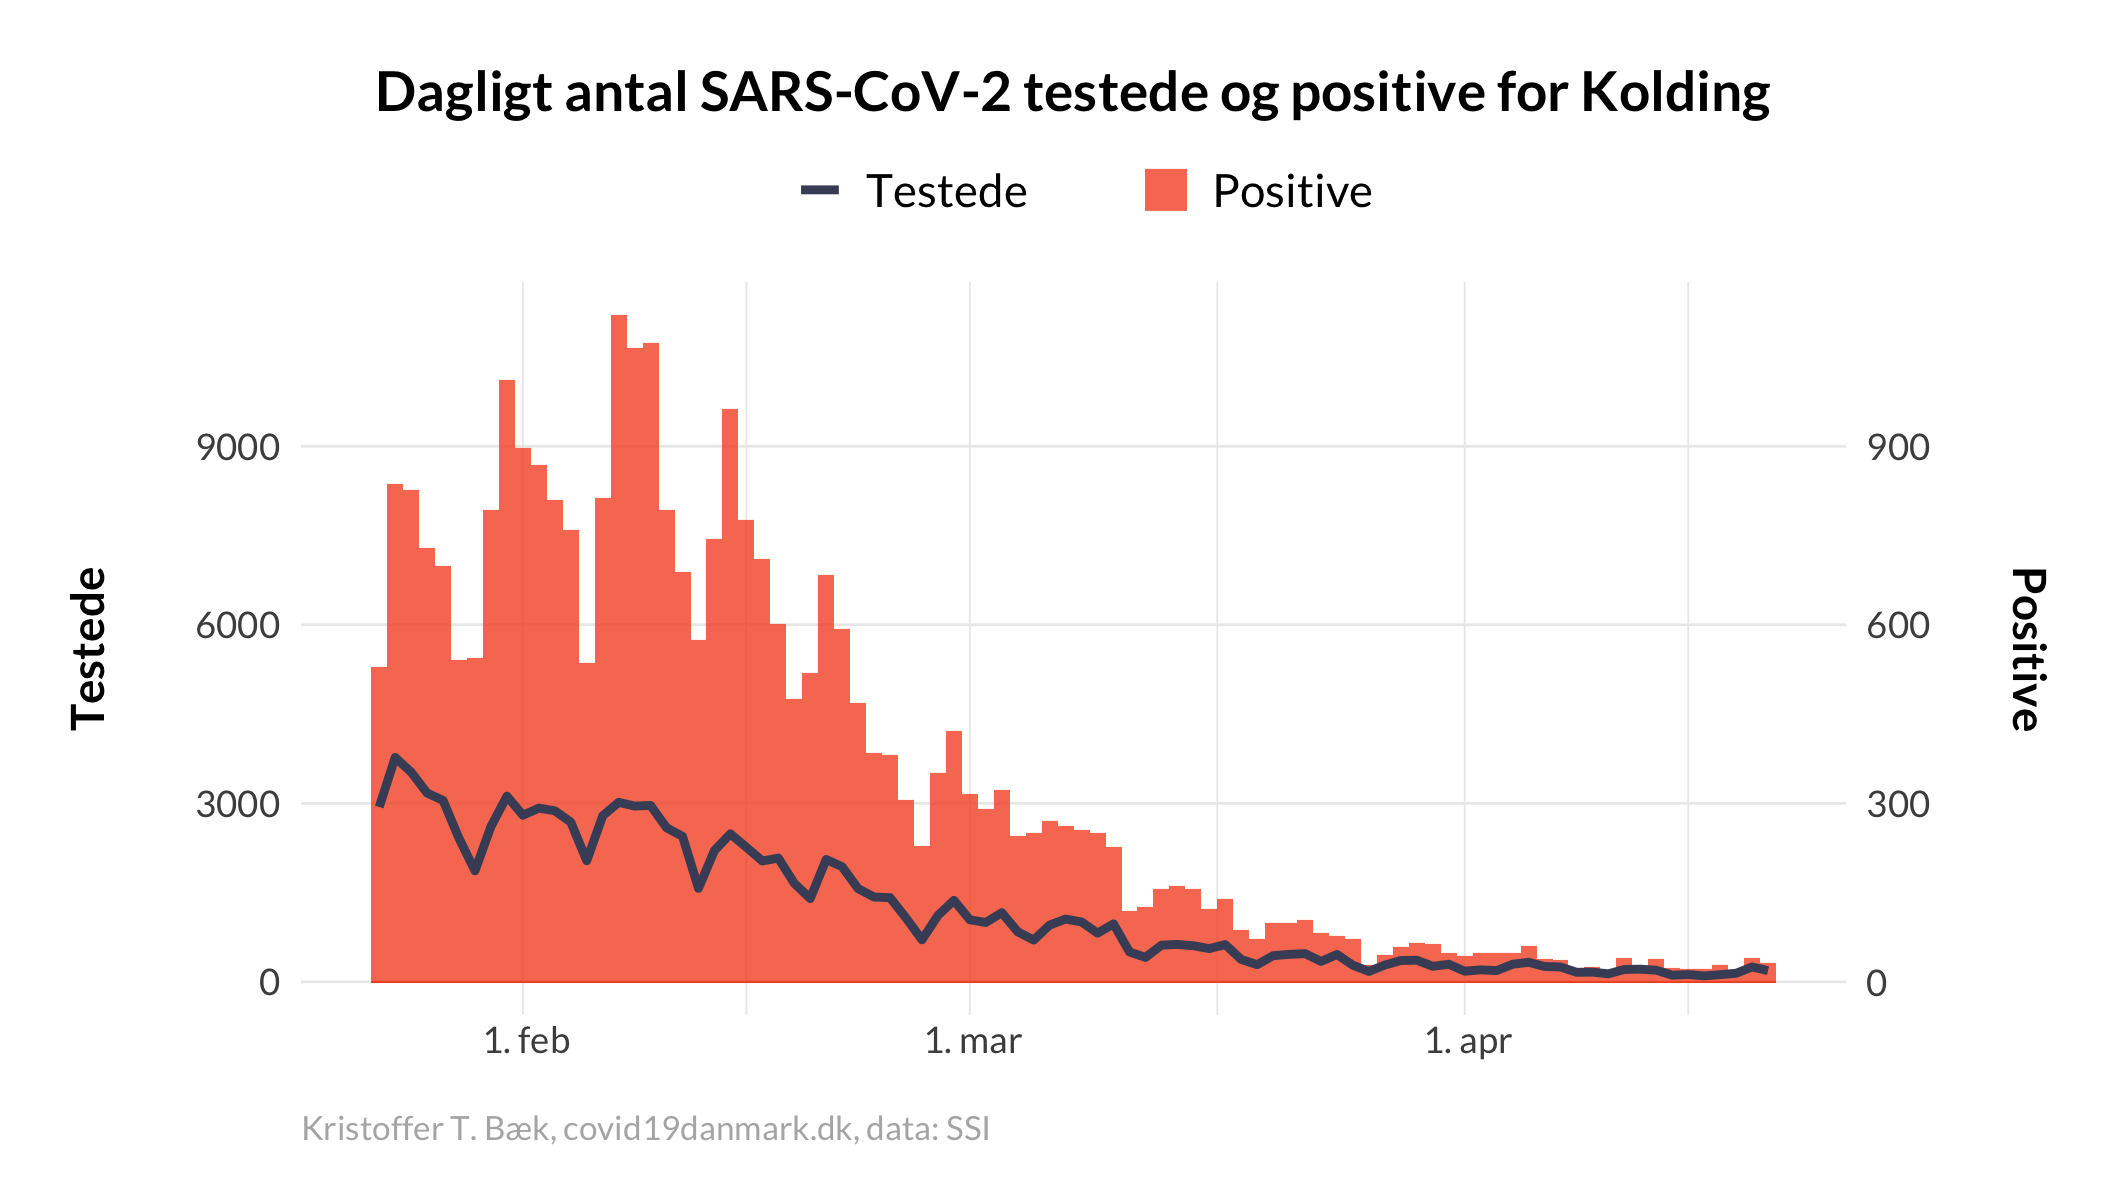 Dagligt antal SARS-CoV-2 testede og positive for Kolding
Testede
Positive
9000
6000
3000
0
Testede
900
600
300
0
Positive
1. feb
1. mar
1. apr
Kristoffer T. Bæk, covid19danmark.dk, data: SSI